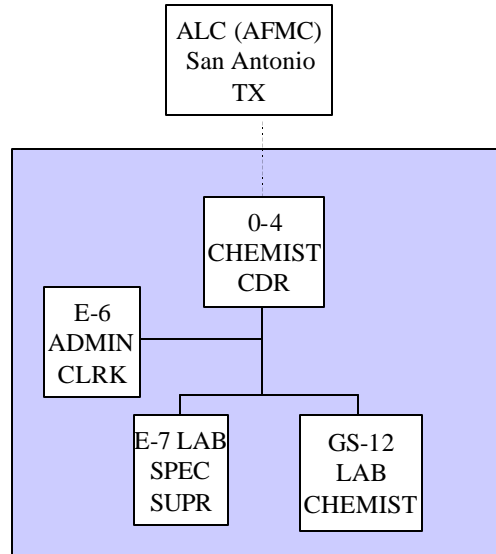 ALC (AFMC)
San Antonio
TX
0-4
CHEMIST
CDR
E-6
ADMIN
CLRK
E-7 LAB
SPEC
SUPR
GS-12
LAB
CHEMIST